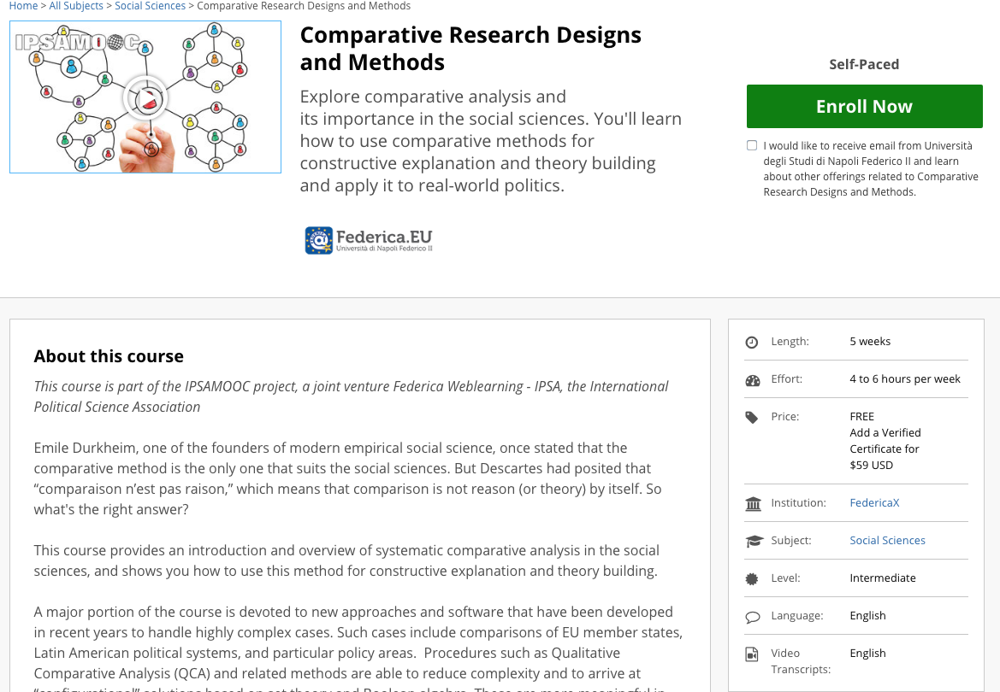 Home > All Subjects > Social Sciences > Comparative Research Designs and Methods
IPSAMOOC
Comparative Research Designs
and Methods
Explore comparative analysis and
its importance in the social sciences. You'll learn
how to use comparative methods for
constructive explanation and theory building
and apply it to real-world politics.
Federica.EU
Università di Napoli Federico II
Self-Paced
Enroll Now
I would like to receive email from Università
degli Studi di Napoli Federico II and learn
about other offerings related to Comparative
Research Designs and Methods.
About this course
This course is part of the IPSAMOOC project, a joint venture Federica Weblearning - IPSA, the International
Political Science Association
Emile Durkheim, one of the founders of modern empirical social science, once stated that the
comparative method is the only one that suits the social sciences. But Descartes had posited that
“comparaison n’est pas raison,” which means that comparison is not reason (or theory) by itself. So
what's the right answer?
This course provides an introduction and overview of systematic comparative analysis in the social
sciences, and shows you how to use this method for constructive explanation and theory building.
A major portion of the course is devoted to new approaches and software that have been developed
in recent years to handle highly complex cases. Such cases include comparisons of EU member states,
Latin American political systems, and particular policy areas.  Procedures such as Qualitative
Comparative Analysis (QCA) and related methods are able to reduce complexity and to arrive at
“configurational” solutions based on set theory and Boolean algebra. These are more meaningful in
Length: 5 weeks
Effort: 4 to 6 hours per week
Price: FREE
Add a Verified
Certificate for
$59 USD
Institution: FedericaX
Subject: Social Sciences
Level: Intermediate
Language: English
Video English
Transcripts: